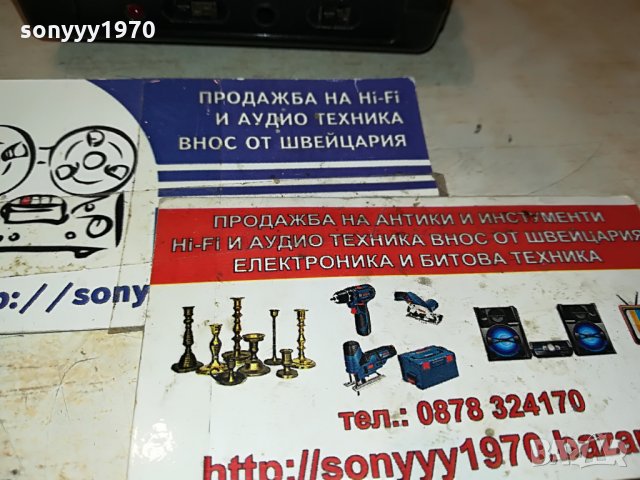 sonyyy1970
ПРОДАЖБА НА Hi-Fi
И АУДИО ТЕХНИКА
ВНОС ОТ ШВЕЙЦАРИЯ
p://sony
ПРОДАЖБА НА АНТИКИ И ИНСТУМЕНТИ
Hi-Fi И АУДИО ТЕХНИКА ВНОС ОТ ШВЕЙЦАРИЯ
ЕЛЕКТРОНИКА И БИТОВА ТЕХНИКА
тел.: 0878 324170
http://sonyyy1970.bazar